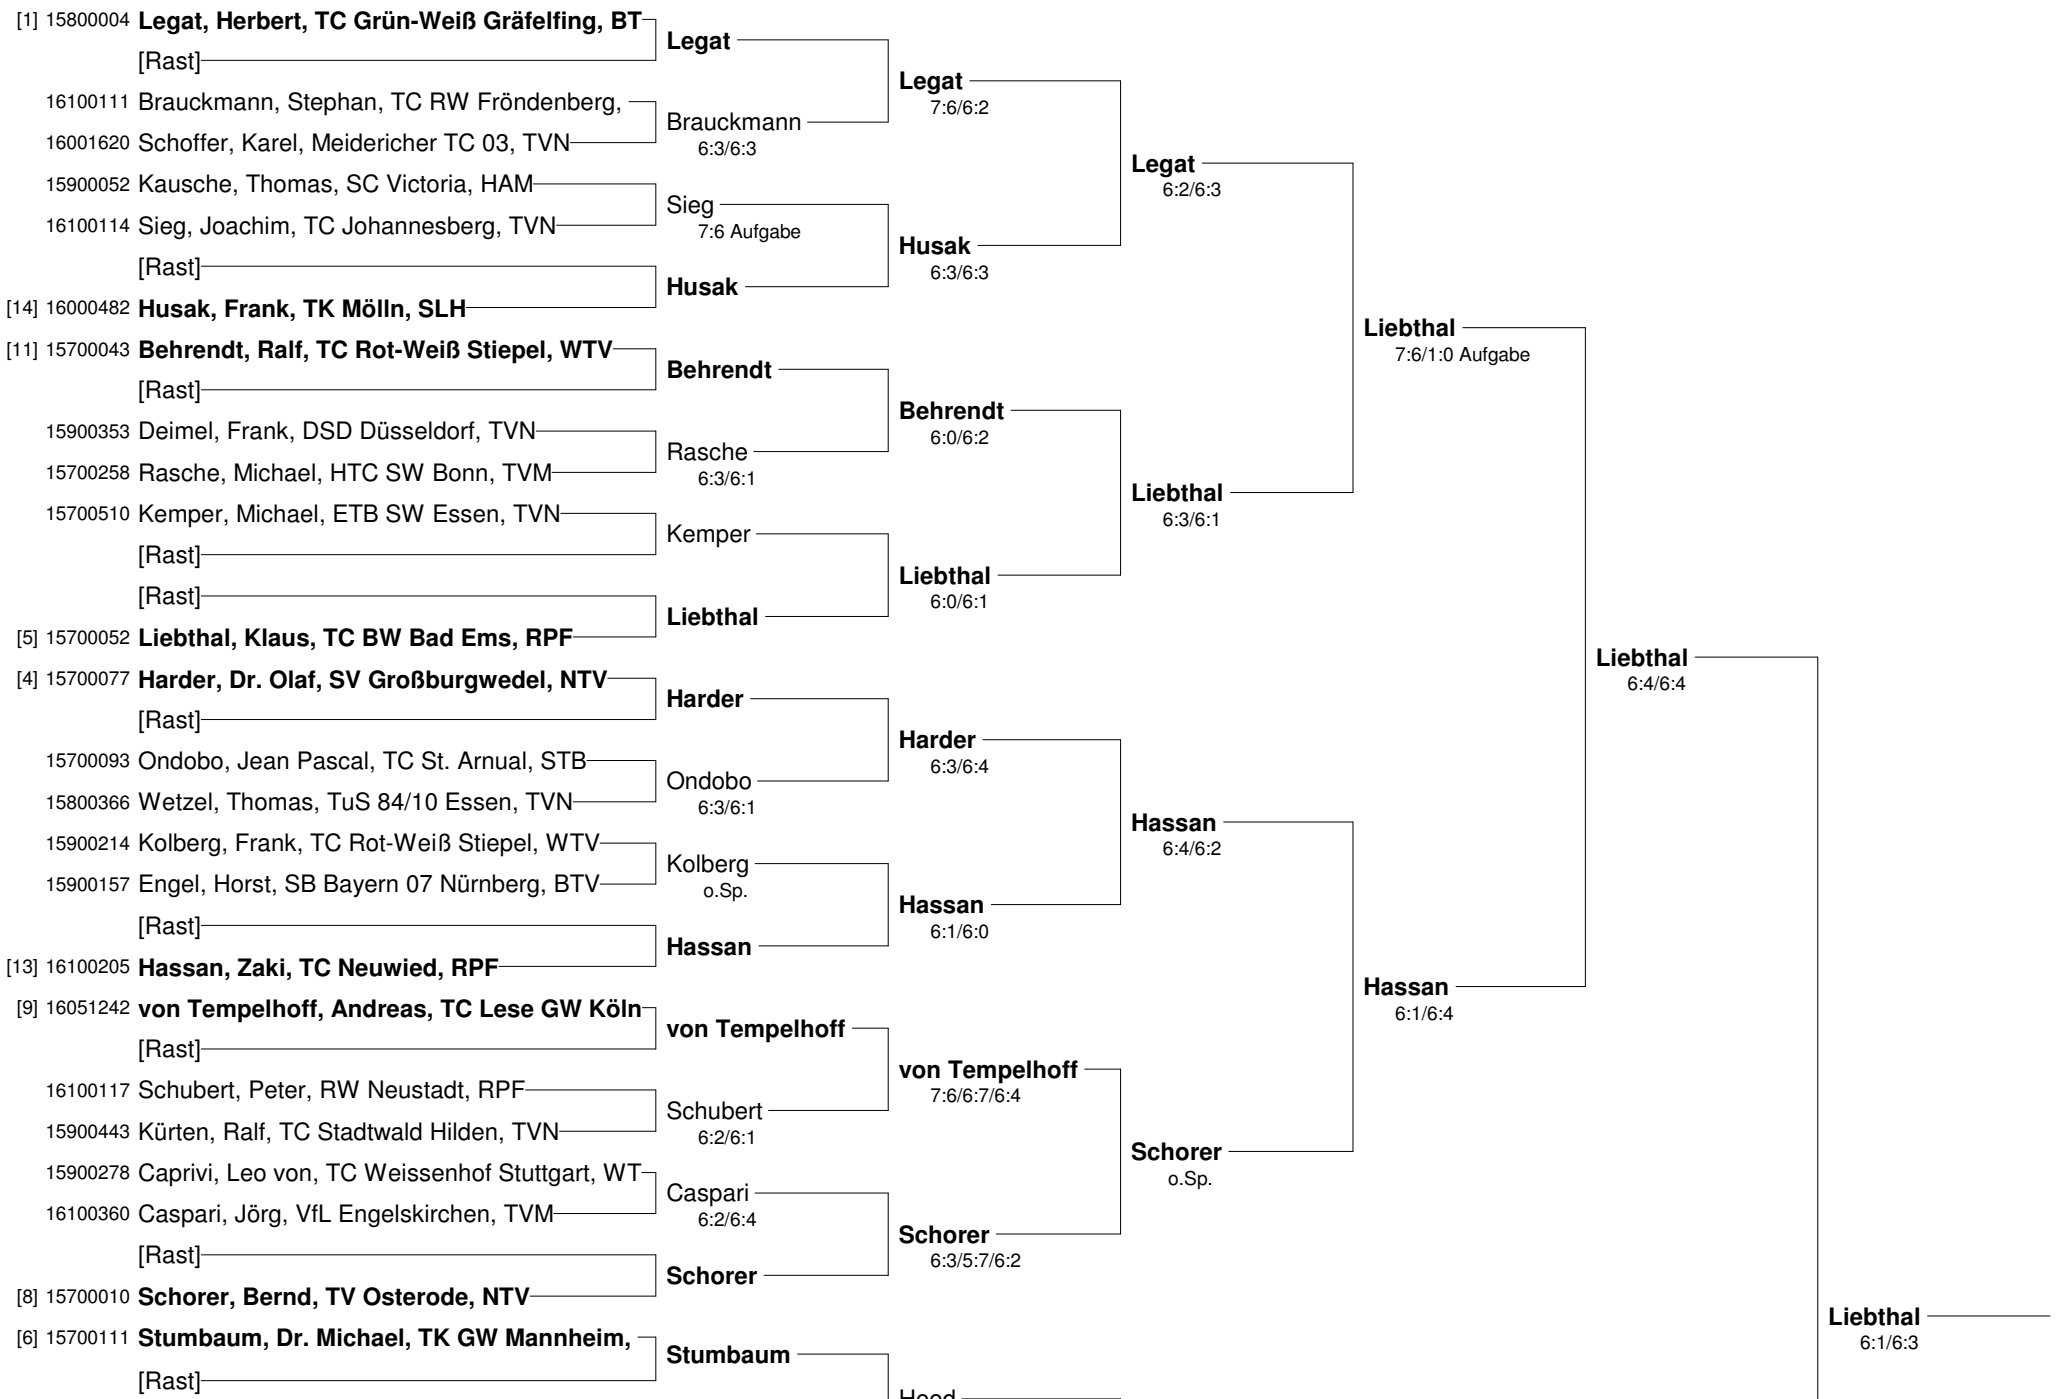 [1] 15800004 Legat, Herbert, TC Grün-Weiß Gräfelfing, BT
[Rast]
16100111 Brauckmann, Stephan, TC RW Fröndenberg,
16001620 Schoffer, Karel, Meidericher TC 03, TVN
15900052 Kausche, Thomas, SC Victoria, HAM
16100114 Sieg, Joachim, TC Johannesberg, TVN
[Rast]
[14] 16000482 Husak, Frank, TK Mölln, SLH
[11] 15700043 Behrendt, Ralf, TC Rot-Weiß Stiepel, WTV
[Rast]
15900353 Deimel, Frank, DSD Düsseldorf, TVN
15700258 Rasche, Michael, HTC SW Bonn, TVM
15700510 Kemper, Michael, ETB SW Essen, TVN
[Rast]
[Rast]
[5] 15700052 Liebthal, Klaus, TC BW Bad Ems, RPF
[4] 15700077 Harder, Dr. Olaf, SV Großburgwedel, NTV
[Rast]
15700093 Ondobo, Jean Pascal, TC St. Arnual, STB
15800366 Wetzel, Thomas, TuS 84/10 Essen, TVN
15900214 Kolberg, Frank, TC Rot-Weiß Stiepel, WTV
15900157 Engel, Horst, SB Bayern 07 Nürnberg, BTV
[Rast]
[13] 16100205 Hassan, Zaki, TC Neuwied, RPF
[9] 16051242 von Tempelhoff, Andreas, TC Lese GW Köln
[Rast]
16100117 Schubert, Peter, RW Neustadt, RPF
15900443 Kürten, Ralf, TC Stadtwald Hilden, TVN
15900278 Caprivi, Leo von, TC Weissenhof Stuttgart, WT
16100360 Caspari, Jörg, VfL Engelskirchen, TVM
[Rast]
[8] 15700010 Schorer, Bernd, TV Osterode, NTV
[6] 15700111 Stumbaum, Dr. Michael, TK GW Mannheim,
[Rast]
Legat
Brauckmann
6:3/6:3
Sieg
7:6 Aufgabe
Husak
Behrendt
Rasche
6:3/6:1
Kemper
Liebthal
Harder
Ondobo
6:3/6:1
Kolberg
o.Sp.
Hassan
von Tempelhoff
Schubert
6:2/6:1
Caspari
6:2/6:4
Schorer
Stumbaum
Legat
7:6/6:2
Husak
6:3/6:3
Behrendt
6:0/6:2
Liebthal
6:0/6:1
Harder
6:3/6:4
Hassan
6:1/6:0
von Tempelhoff
7:6/6:7/6:4
Schorer
6:3/5:7/6:2
Legat
6:2/6:3
Liebthal
6:3/6:1
Hassan
6:4/6:2
Schorer
o.Sp.
Liebthal
7:6/1:0 Aufgabe
Hassan
6:1/6:4
Liebthal
6:4/6:4
Liebthal
6:1/6:3